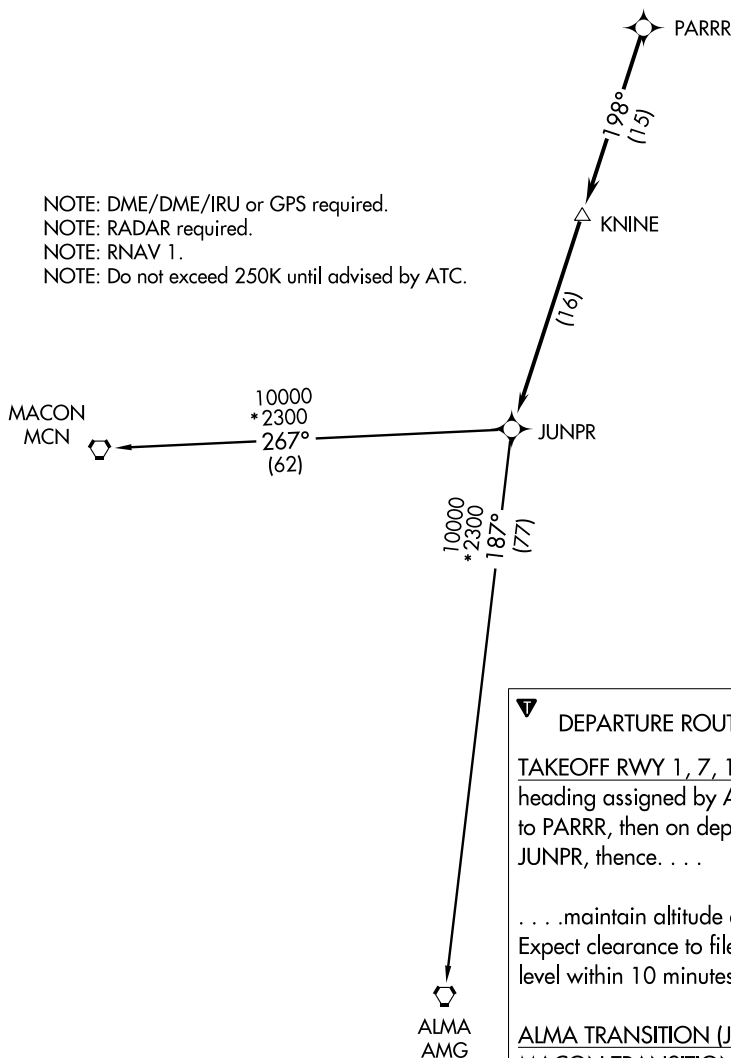 PARRR
198°
(15)
NOTE: DME/DME/IRU or GPS required.
NOTE: RADAR required.
NOTE: RNAV 1.
NOTE: Do not exceed 250K until advised by ATC.
KNINE
(16)
MACON
MCN
10000
*2300
267°
(62)
JUNPR
10000
*2300
187°
(77)
T
DEPARTURE ROUT
TAKEOFF RWY 1, 7, 1
heading assigned by A
to PARRR, then on dep
JUNPR, thence. . . .
. . . .maintain altitude
Expect clearance to file
level within 10 minutes
ALMA TRANSITION (J
MACON TRANSITION
ALMA
AMG